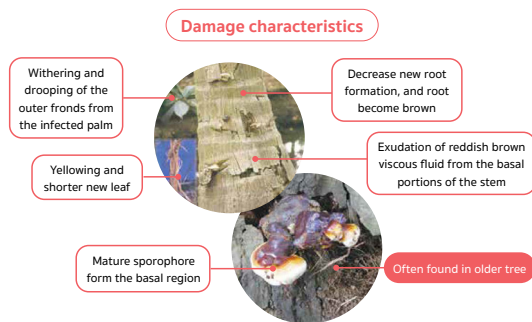 Damage characteristics
Withering and
drooping of the
outer fronds from
the infected palm
Decrease new root
formation, and root
become brown
Yellowing and
shorter new leaf
Exudation of reddish brown
viscous fluid from the basal
portions of the stem
Mature sporophore
form the basal region
Often found in older tree